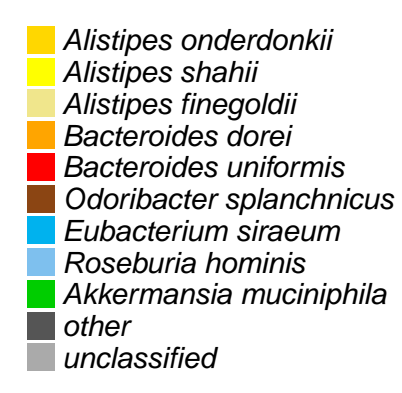 Alistipes onderdonkii
Alistipes shahii
Alistipes finegoldii
Bacteroides dorei
Bacteroides uniformis
Odoribacter splanchnicus
Eubacterium siraeum
Roseburia hominis
Akkermansia muciniphila
other
unclassified